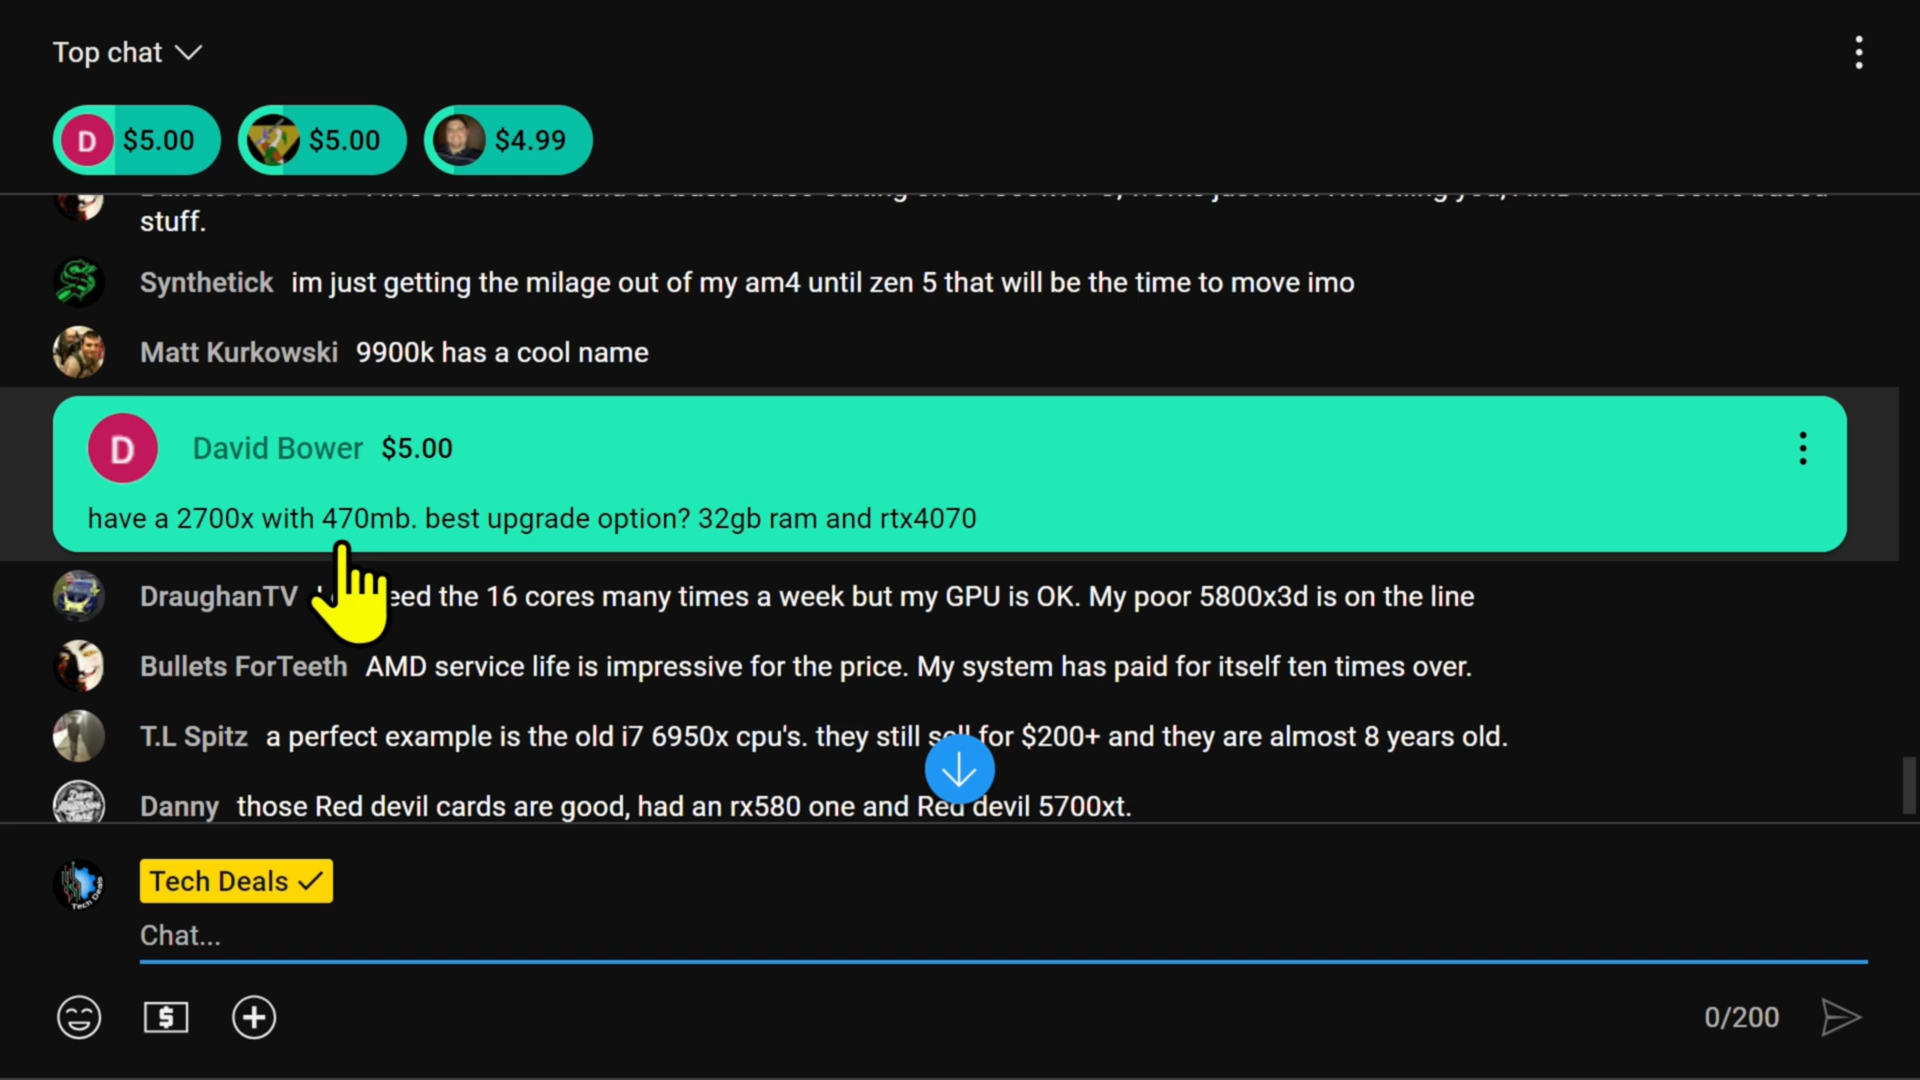 Top chat
D $5.00 $5.00 $4.99
stuff.
Synthetick im just getting the milage out of my am4 until zen 5 that will be the time to move imo
Matt Kurkowski 9900k has a cool name
D David Bower $5.00
have a 2700x with 470mb. best upgrade option? 32gb ram and rtx4070
DraughanTV the 16 cores many times a week but my GPU is OK. My poor 5800x3d is on the line
Bullets ForTeeth AMD service life is impressive for the price. My system has paid for itself ten times over.
T.L Spitz a perfect example is the old i7 6950x cpu's. they still sell for $200+ and they are almost 8 years old.
Danny those Red devil cards are good, had an rx580 one and Red devil 5700xt.
Tech Deals
Tech Deals
Chat...
$
0/200